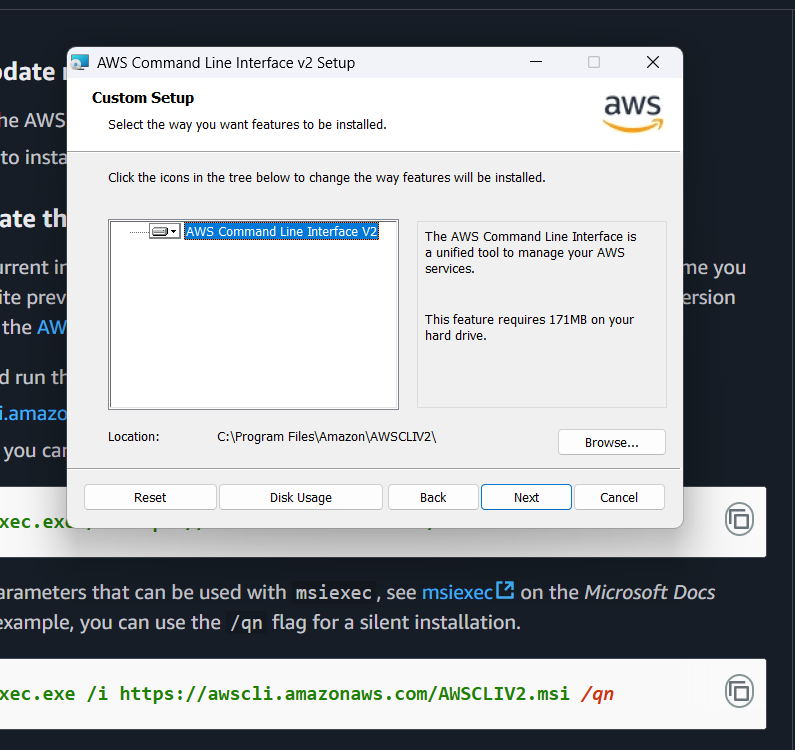 AWS Command Line Interface v2 Setup
Custom Setup
Select the way you want features to be installed.
aws
Click the icons in the tree below to change the way features will be installed.
AWS Command Line Interface V2
The AWS Command Line Interface is
a unified tool to manage your AWS
services.
This feature requires 171MB on your
hard drive.
Location:
C:\Program Files\Amazon\AWSCLIV2\
Browse...
Reset
Disk Usage
Back
Next
Cancel
he AWS
to insta
ate th
urrent in
me you
ite prev
ersion
the AW
d run th
i.amazo
you can
xec.exe
arameters that can be used with msiexec, see msiexec on the Microsoft Docs
example, you can use the /qn flag for a silent installation.
xec.exe /i https://awscli.amazonaws.com/AWSCLIV2.msi /qn